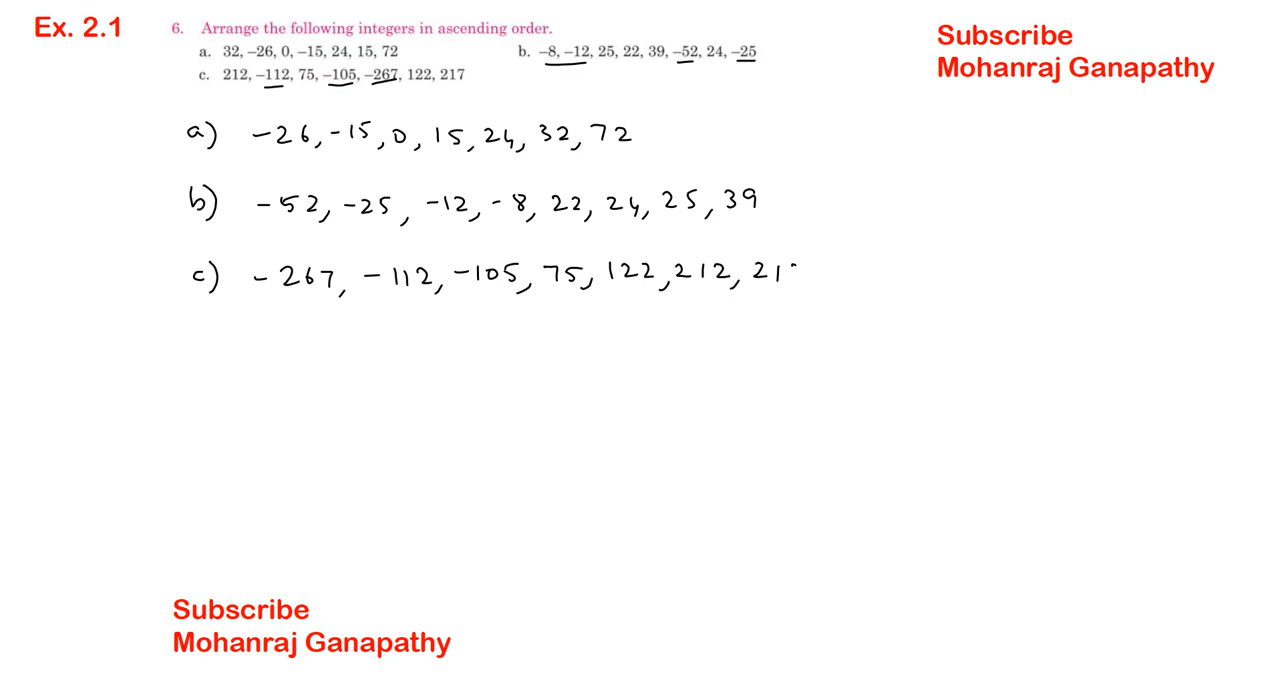 Ex. 2.1
6. Arrange the following integers in ascending order.
a. 32, –26, 0, –15, 24, 15, 72 b. –8, –12, 25, 22, 39, –52, 24, –25
c. 212, –112, 75, –105, –267, 122, 217
Subscribe
Mohanraj Ganapathy
a) -26, -15, 0, 15, 24, 32, 72
b) -52, -25, -12, -8, 22, 24, 25, 39
c) -267, -112, -105, 75, 122, 212, 21
Subscribe
Mohanraj Ganapathy